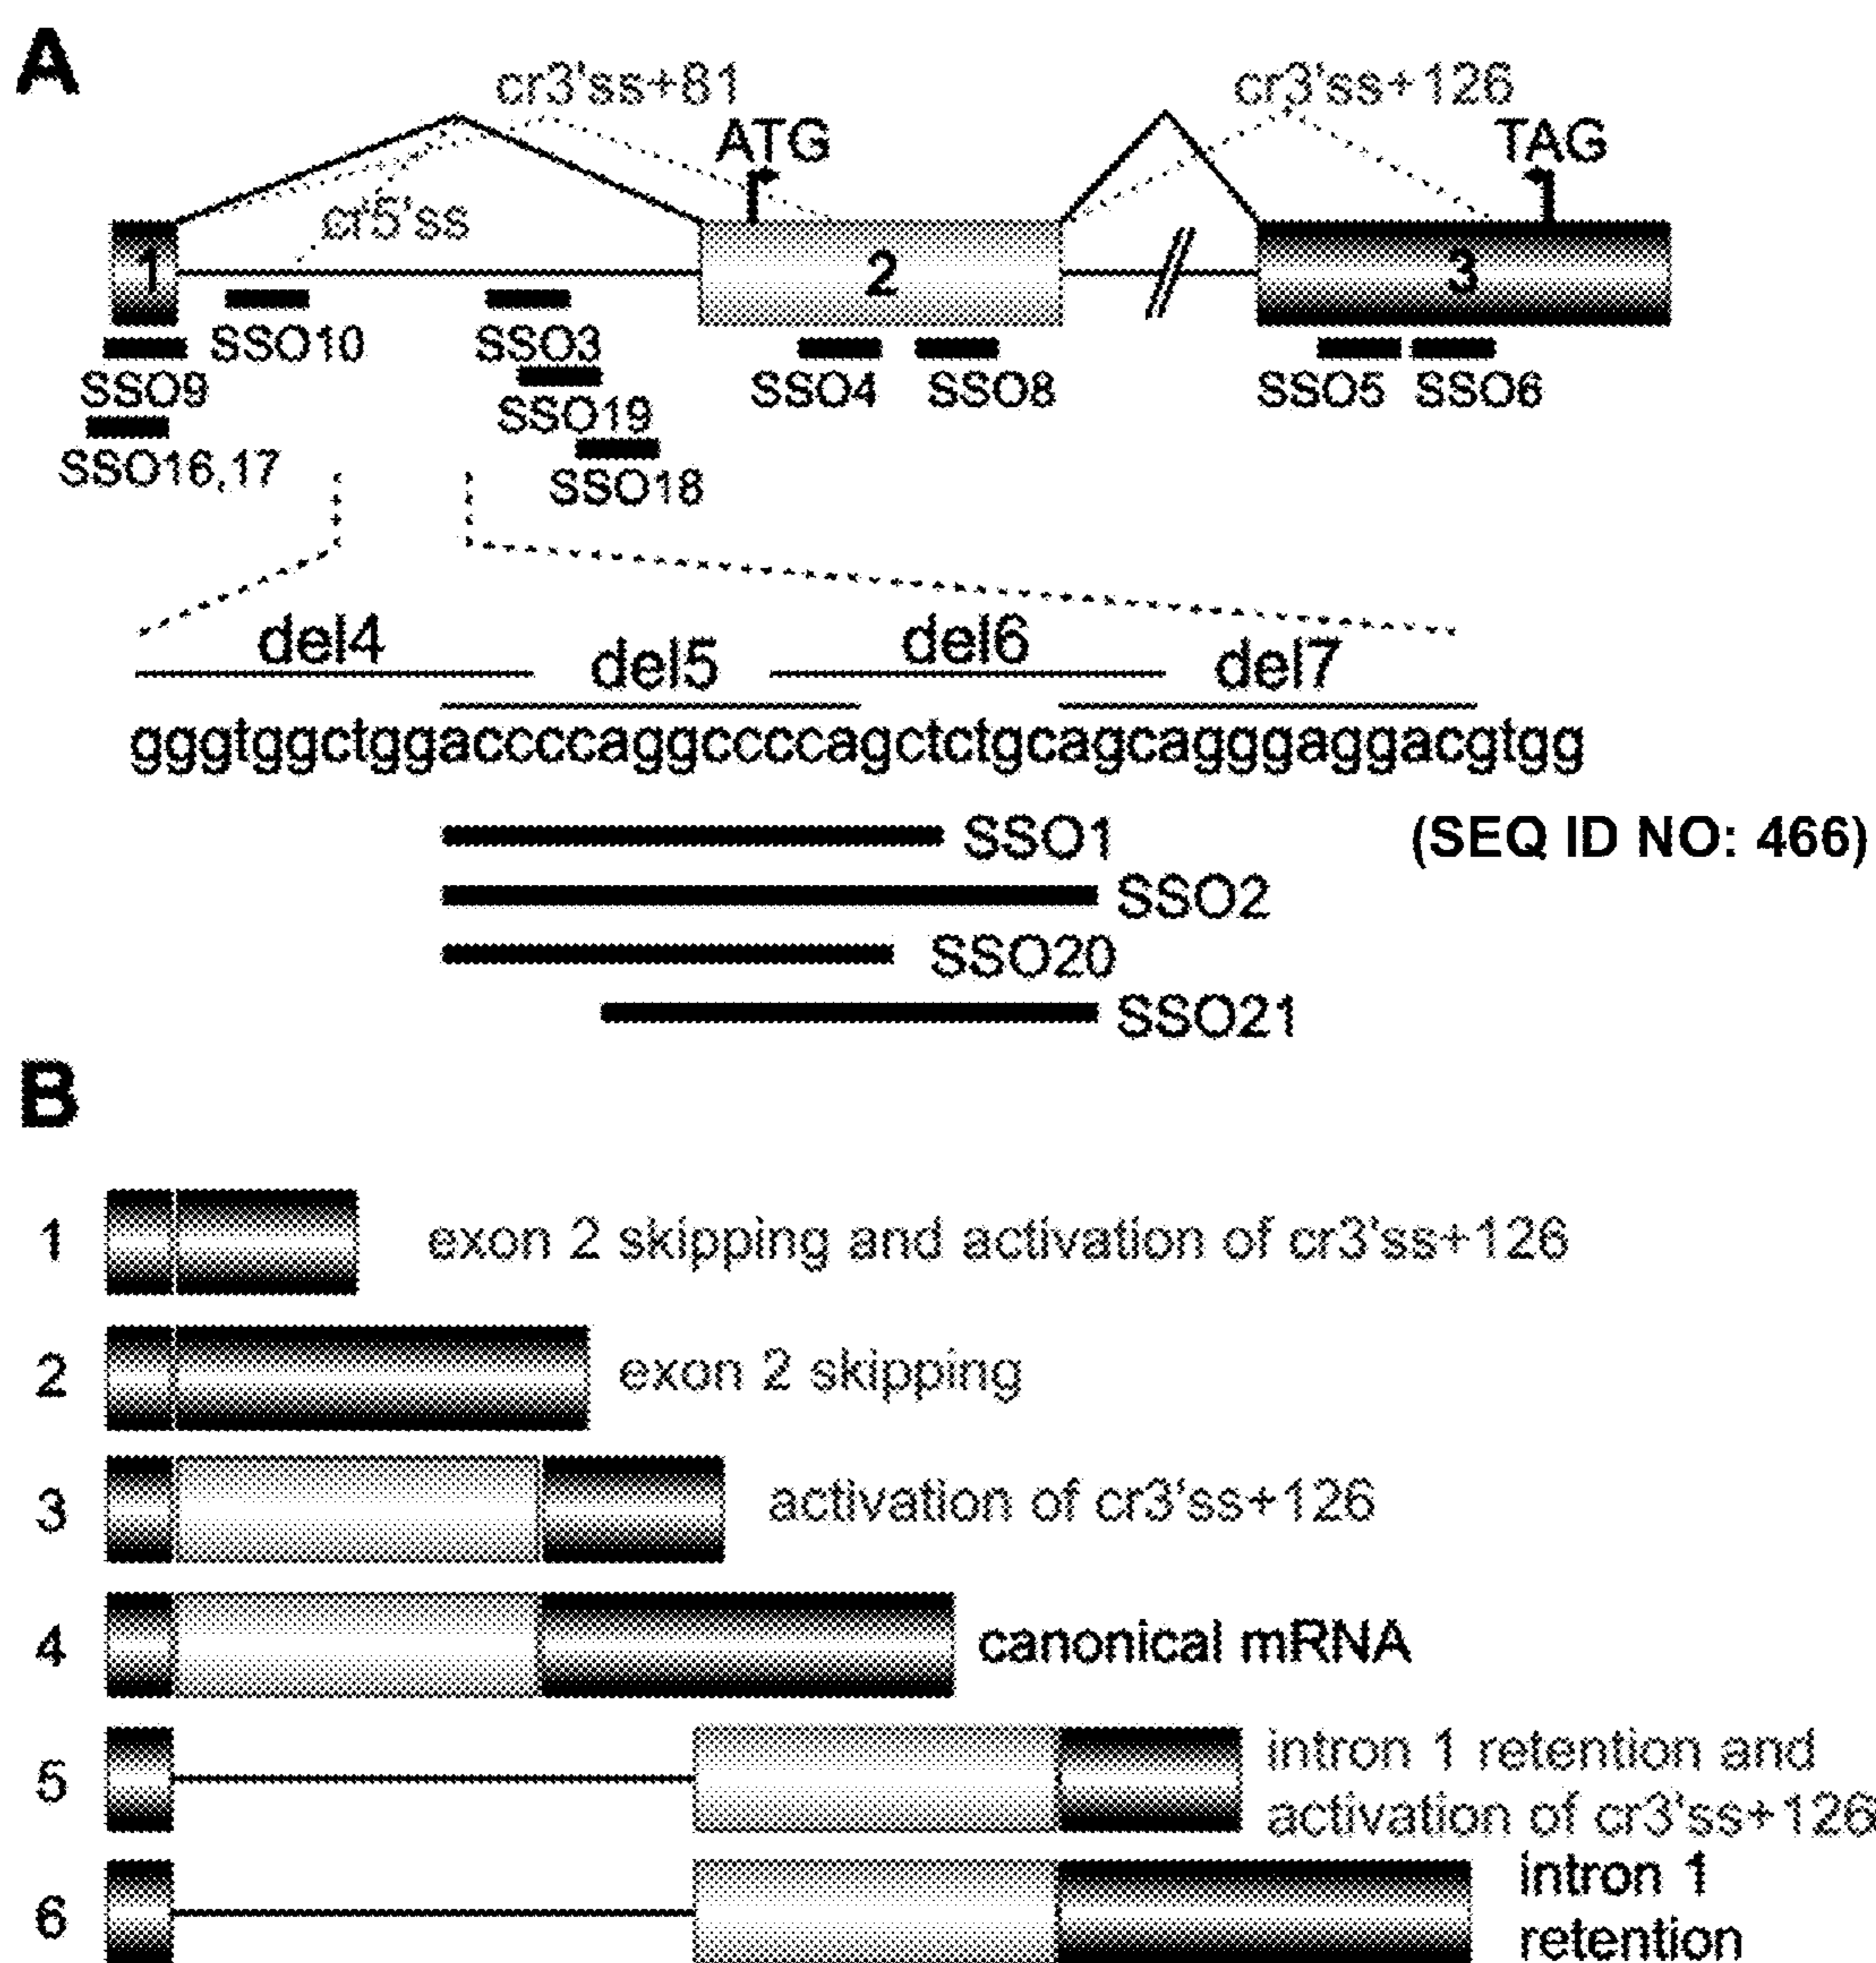 A
cr3'ss+81
cr3'ss+126
ATG
TAG
cr5'ss
1
2
3
SSO10
SSO3
SSO9
SSO4
SSO8
SSO5
SSO6
SSO19
SSO16,17
SSO18
del4
del5
del6
del7
gggtggctggaccccaggccccagctctgcagcagggaggacgtgg
SSO1
(SEQ ID NO: 466)
SSO2
SSO20
SSO21
B
1
exon 2 skipping and activation of cr3'ss+126
2
exon 2 skipping
3
activation of cr3'ss+126
4
canonical mRNA
5
intron 1 retention and
activation of cr3'ss+126
6
intron 1
retention